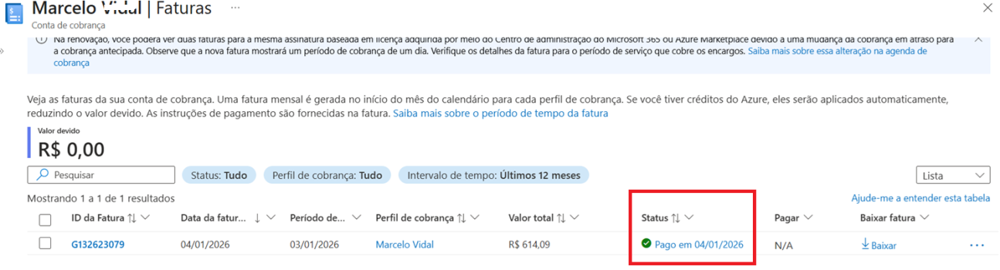 Marcelo Vidal | Faturas ...
Conta de cobrança
Na renovação, você poderá ver duas faturas para a mesma assinatura baseada em licença adquirida por meio do Centro de administração do Microsoft 365 ou Azure Marketplace devido a uma mudança da cobrança em atraso para
a cobrança antecipada. Observe que a nova fatura mostrará um período de cobrança de um dia. Verifique os detalhes da fatura para o período de serviço que cobre os encargos. Saiba mais sobre essa alteração na agenda de
cobrança
Veja as faturas da sua conta de cobrança. Uma fatura mensal é gerada no início do mês do calendário para cada perfil de cobrança. Se você tiver créditos do Azure, eles serão aplicados automaticamente,
reduzindo o valor devido. As instruções de pagamento são fornecidas na fatura. Saiba mais sobre o período de tempo da fatura
Valor devido
R$ 0,00
Pesquisar Status: Tudo Perfil de cobrança: Tudo Intervalo de tempo: Últimos 12 meses Lista
Mostrando 1 a 1 de 1 resultados Ajude-me a entender esta tabela
ID da Fatura Data da fatur... Período de... Perfil de cobrança Valor total Status Pagar Baixar fatura
G132623079 04/01/2026 03/01/2026 Marcelo Vidal R$ 614,09 Pago em 04/01/2026 N/A Baixar ...